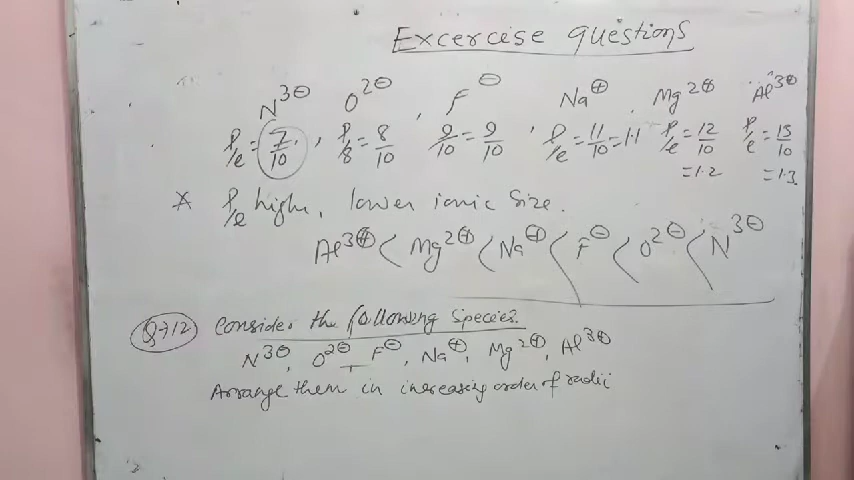 Excercise questions
N3⊖ O2⊖ , F⊖ Na⊕ . Mg2⊕ Al3⊕
P/e = 7/10 , P/8 = 8/10 9/10 = 9/10 , P/e = 11/10 = 1.1 P/e = 12/10 P/e = 15/10
= 1.2 = 1.3
* P/e high, lower ionic size.
Al3⊕ < Mg2⊕ < Na⊕ < F⊖ < O2⊖ < N3⊖
Consider the following species.
N3⊖, O2⊖, F⊖, Na⊕, Mg2⊕, Al3⊕
Arrange them in increasing order of radii